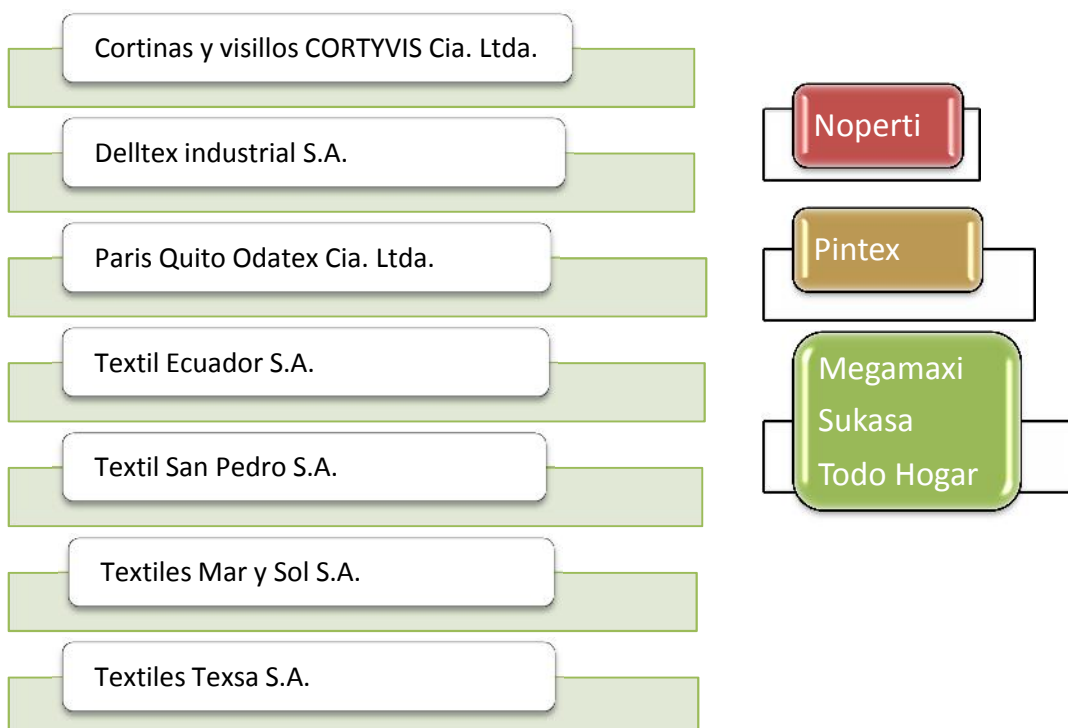 Cortinas y visillos CORTYVIS Cia. Ltda.
Delltex industrial S.A.
Paris Quito Odatex Cia. Ltda.
Textil Ecuador S.A.
Textil San Pedro S.A.
Textiles Mar y Sol S.A.
Textiles Texsa S.A.
Noperti
Pintex
Megamaxi
Sukasa
Todo Hogar